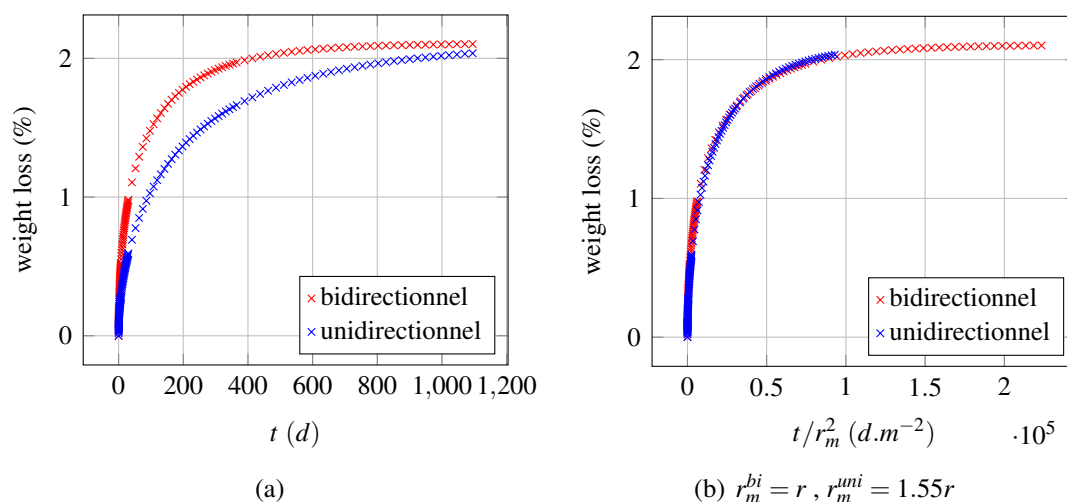 0
200
400
600
800
1,000
1,200
0
1
2
t (d)
weight loss (%)
bidirectionnel
unidirectionnel
(a)
0
0.5
1
1.5
2
·10⁵
0
1
2
t/r_m^2 (d.m⁻²)
weight loss (%)
bidirectionnel
unidirectionnel
(b) r_m^{bi} = r , r_m^{uni} = 1.55r